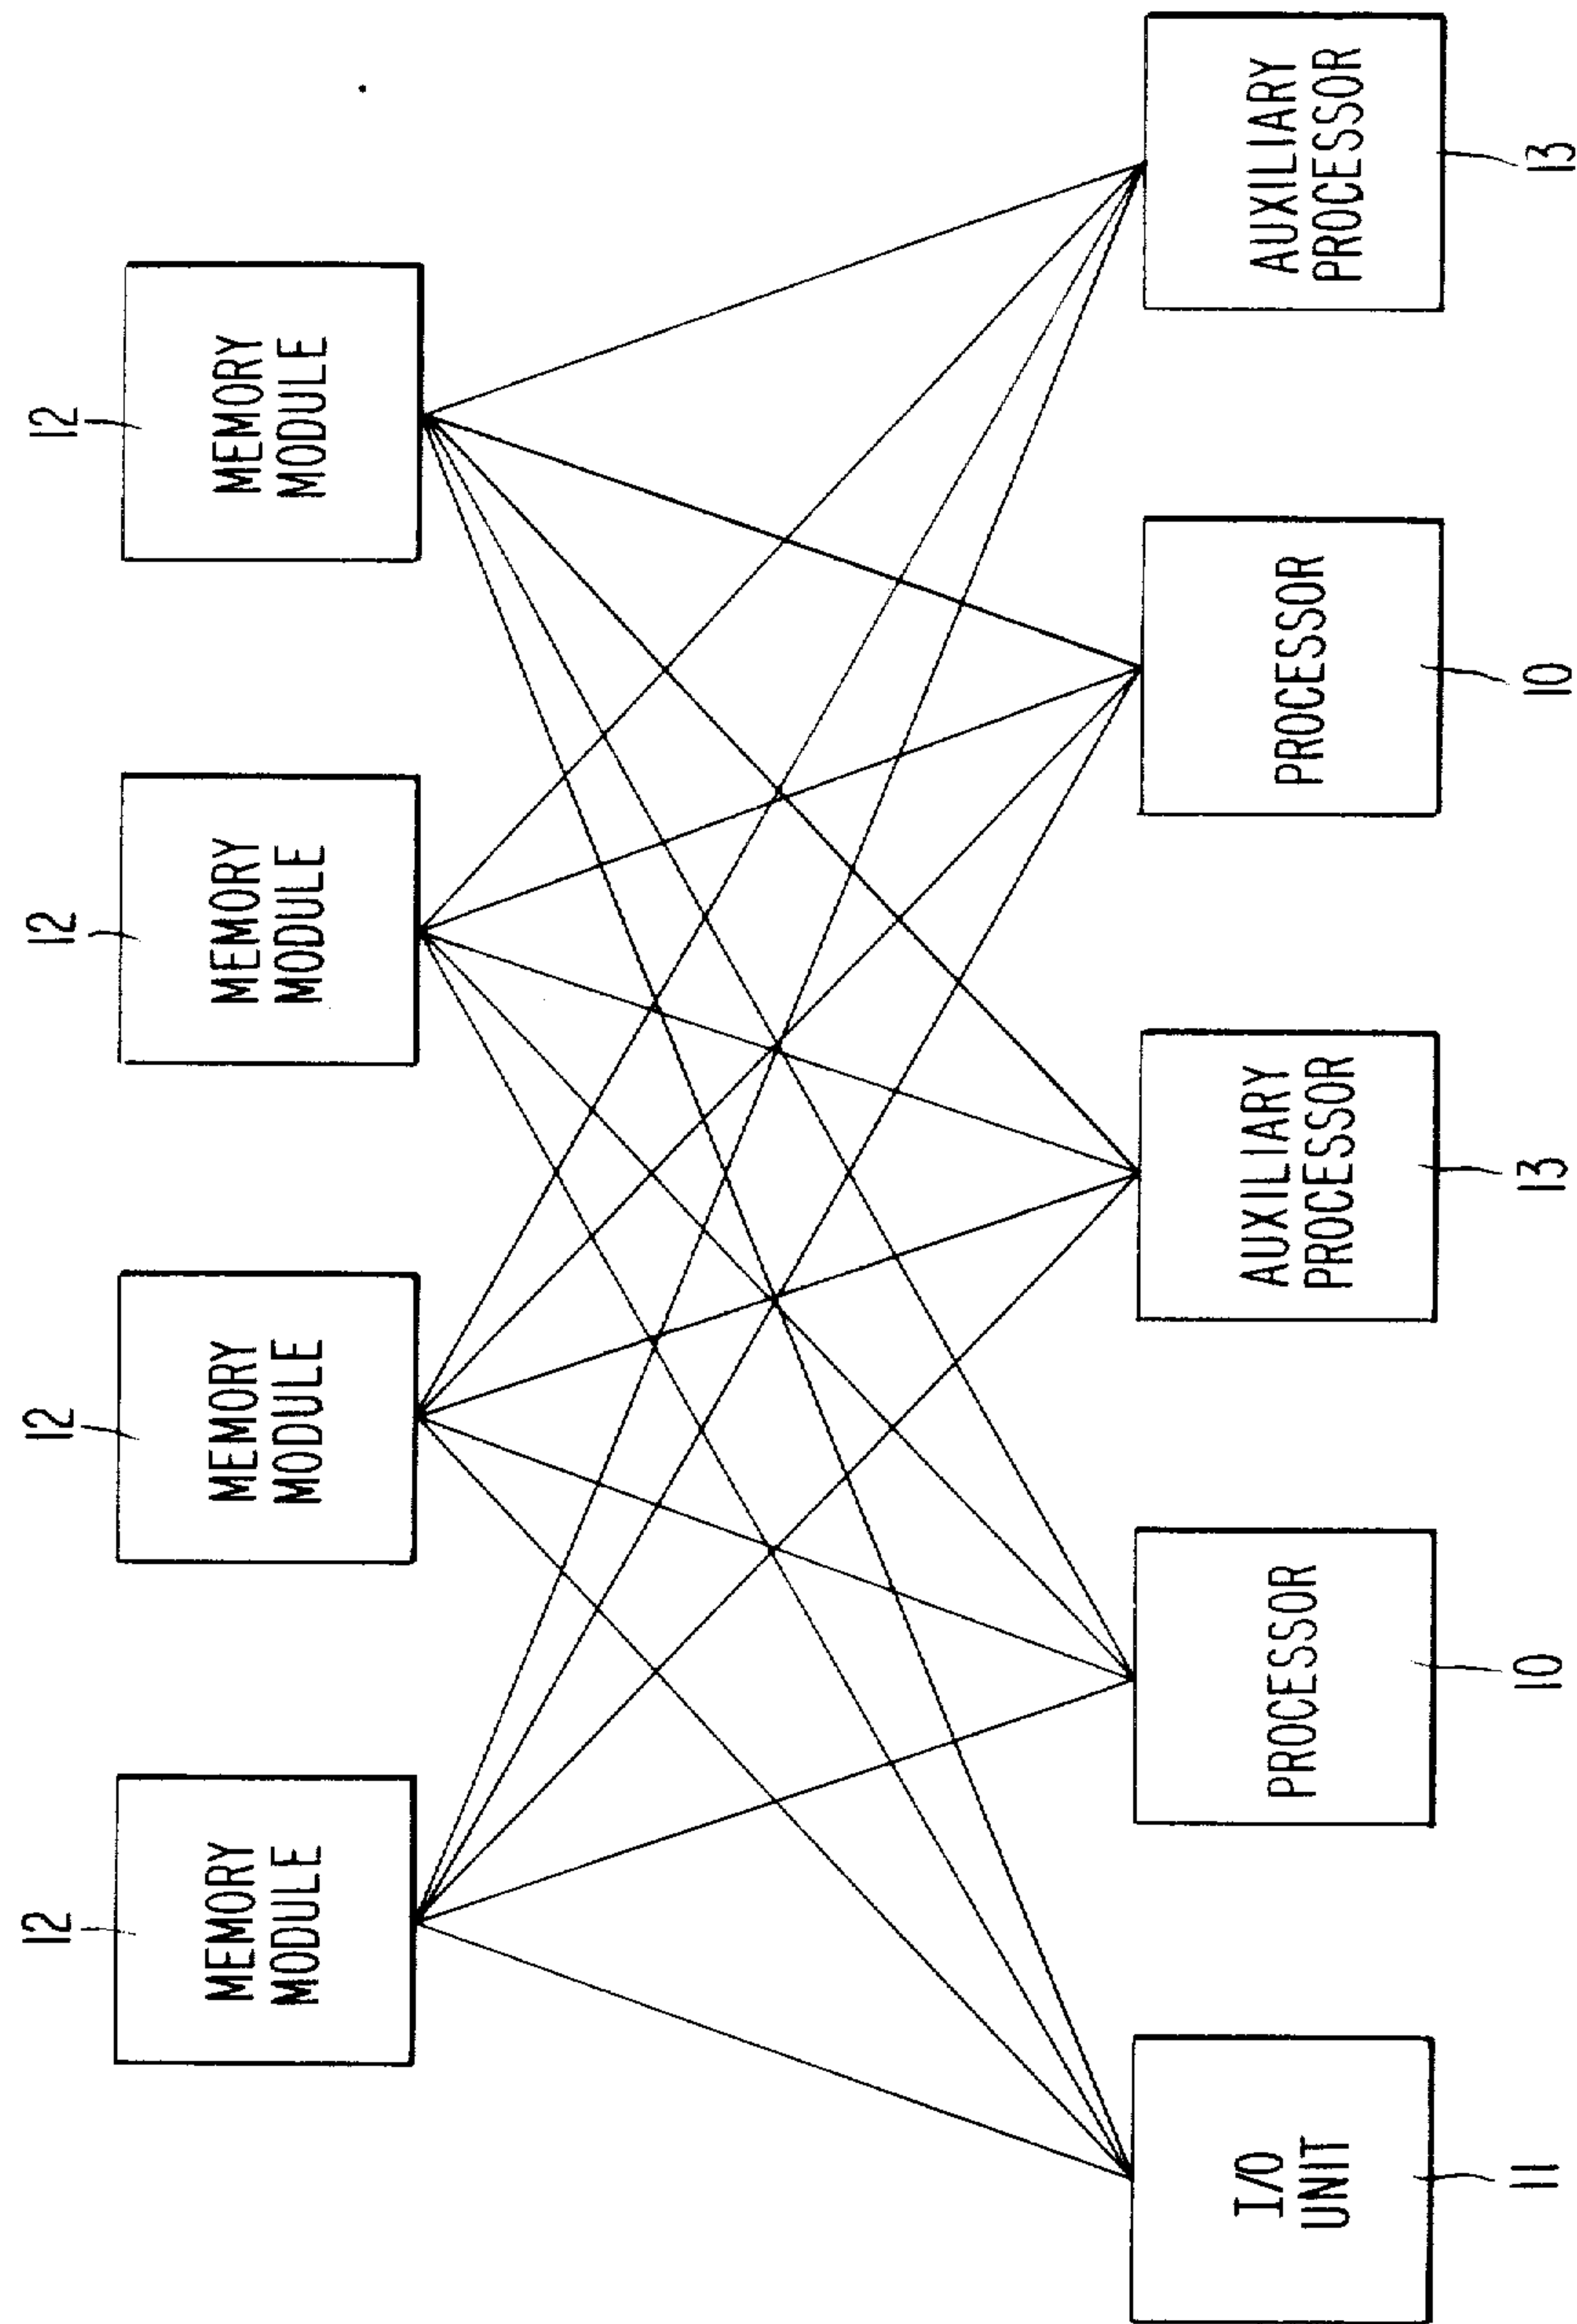 12
MEMORY
MODULE
12
MEMORY
MODULE
12
MEMORY
MODULE
12
MEMORY
MODULE
I/O
UNIT
11
PROCESSOR
10
AUXILIARY
PROCESSOR
13
PROCESSOR
10
AUXILIARY
PROCESSOR
13